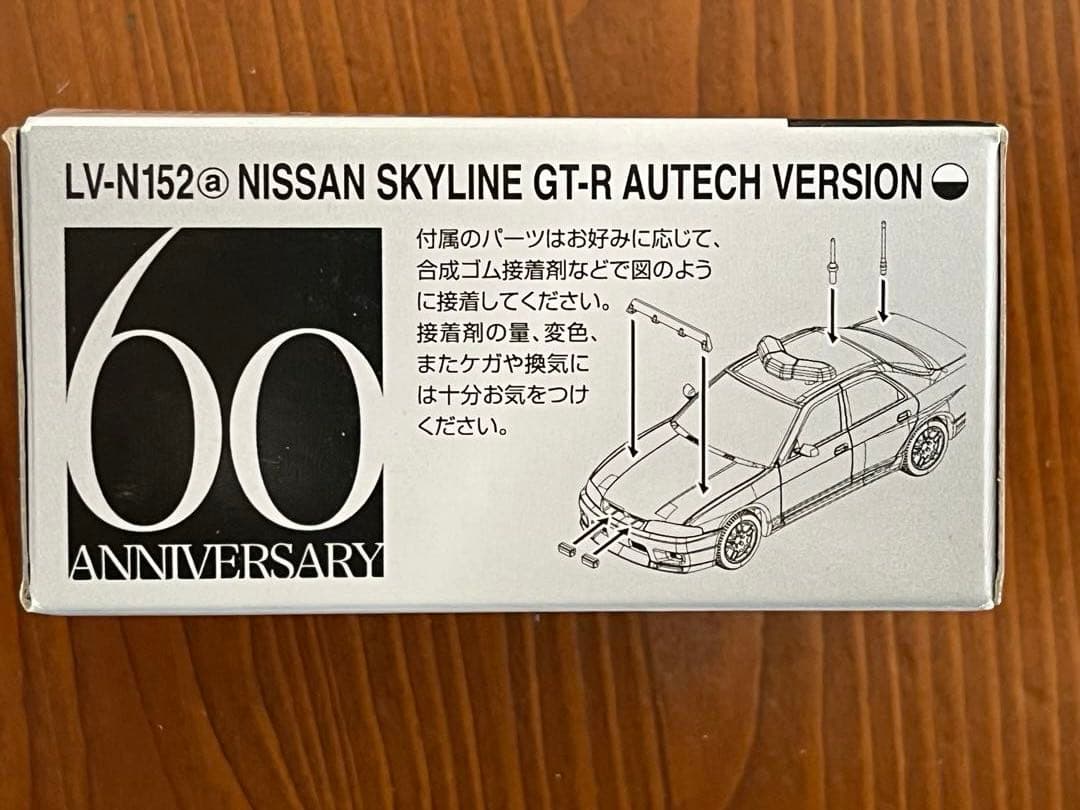 LV-N152ⓐ NISSAN SKYLINE GT-R AUTECH VERSION
60
ANNIVERSARY
付属のパーツはお好みに応じて、
合成ゴム接着剤などで図のよう
に接着してください。
接着剤の量、変色、
またケガや換気に
は十分お気をつけ
ください。